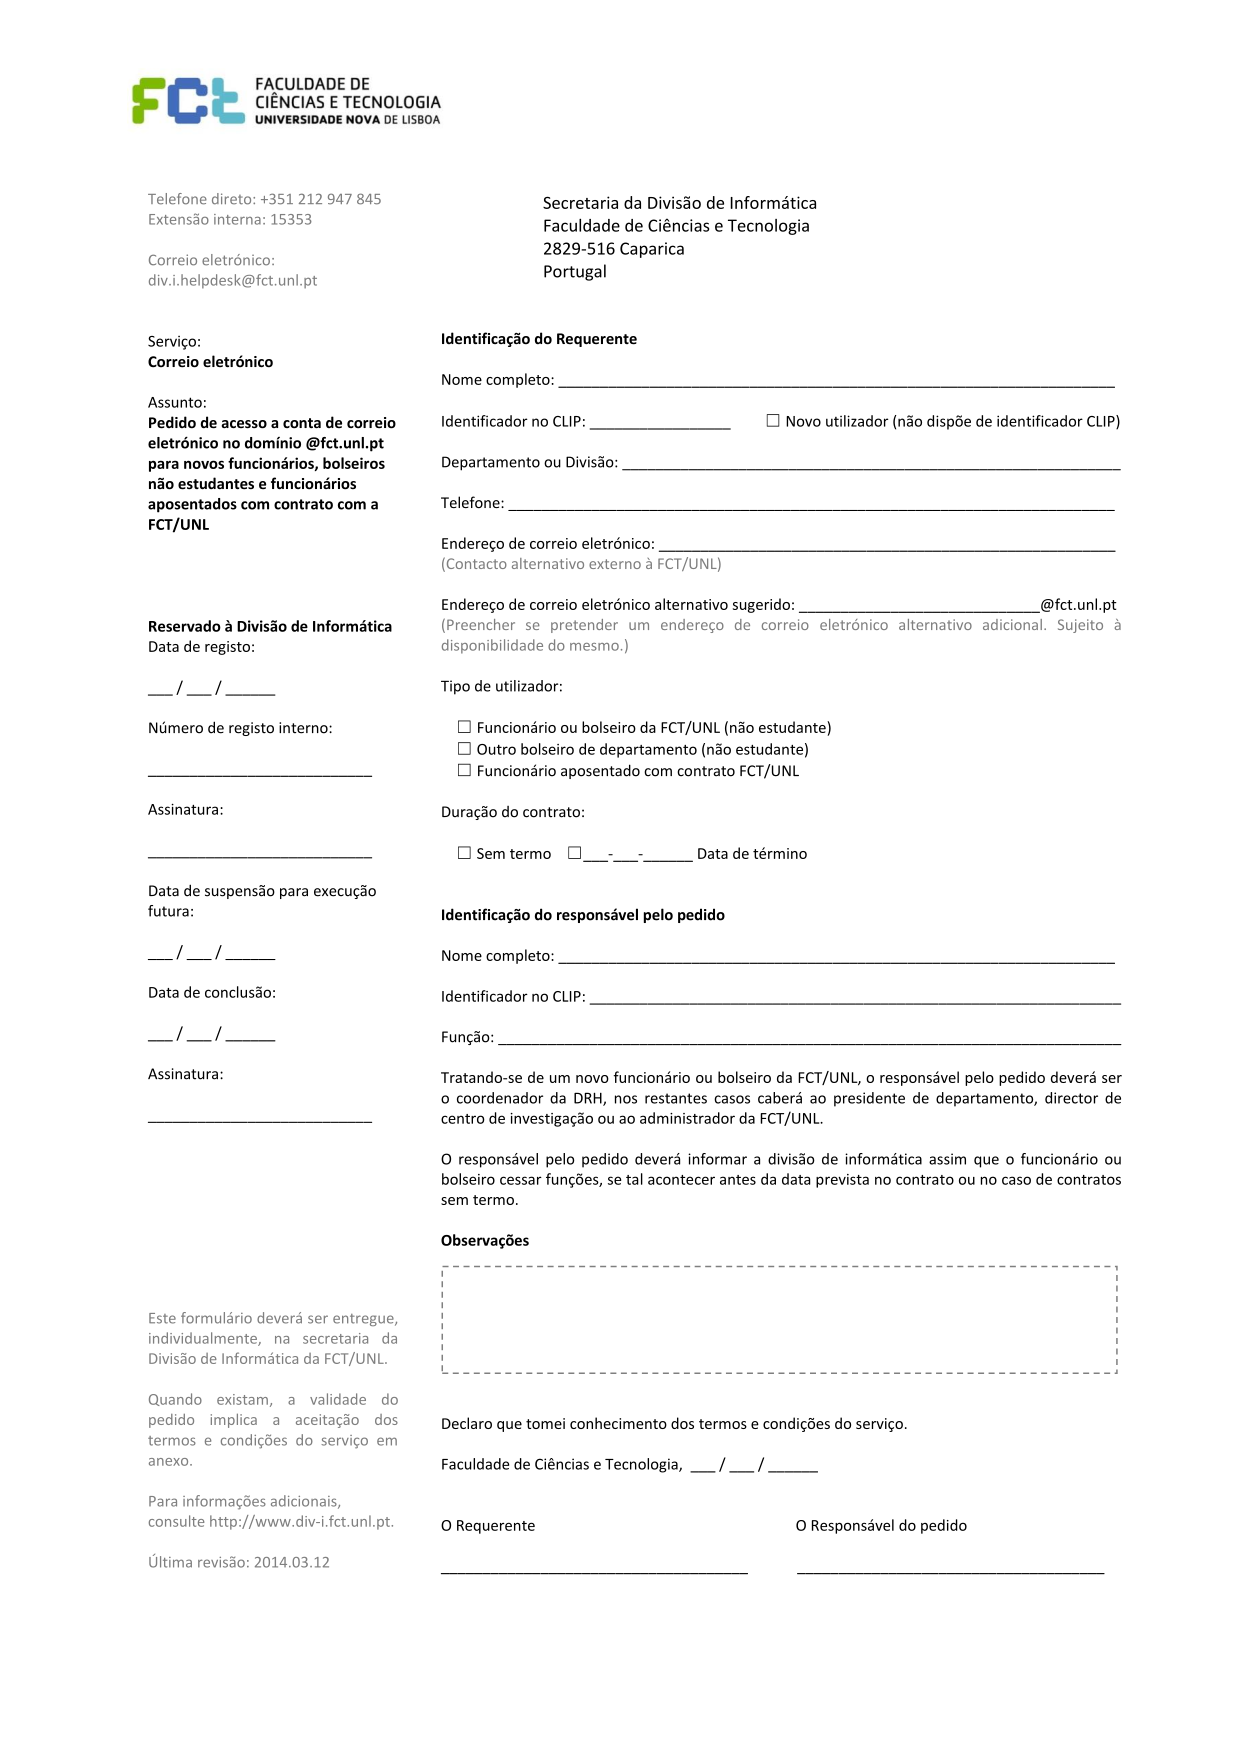 FCt FACULDADE DE
CIÊNCIAS E TECNOLOGIA
UNIVERSIDADE NOVA DE LISBOA
Telefone direto: +351 212 947 845
Extensão interna: 15353
Correio eletrónico:
div.i.helpdesk@fct.unl.pt
Secretaria da Divisão de Informática
Faculdade de Ciências e Tecnologia
2829-516 Caparica
Portugal
Serviço:
Correio eletrónico
Assunto:
Pedido de acesso a conta de correio
eletrónico no domínio @fct.unl.pt
para novos funcionários, bolseiros
não estudantes e funcionários
aposentados com contrato com a
FCT/UNL
Reservado à Divisão de Informática
Data de registo:
___ / ___ / ______
Número de registo interno:
___________________________
Assinatura:
___________________________
Data de suspensão para execução
futura:
___ / ___ / ______
Data de conclusão:
___ / ___ / ______
Assinatura:
___________________________
Este formulário deverá ser entregue,
individualmente, na secretaria da
Divisão de Informática da FCT/UNL.
Quando existam, a validade do
pedido implica a aceitação dos
termos e condições do serviço em
anexo.
Para informações adicionais,
consulte http://www.div-i.fct.unl.pt.
Última revisão: 2014.03.12
Identificação do Requerente
Nome completo: ___________________________________________________________________
Identificador no CLIP: _________________ ☐ Novo utilizador (não dispõe de identificador CLIP)
Departamento ou Divisão: ____________________________________________________________
Telefone: _________________________________________________________________________
Endereço de correio eletrónico: _______________________________________________________
(Contacto alternativo externo à FCT/UNL)
Endereço de correio eletrónico alternativo sugerido: _____________________________@fct.unl.pt
(Preencher se pretender um endereço de correio eletrónico alternativo adicional. Sujeito à
disponibilidade do mesmo.)
Tipo de utilizador:
☐ Funcionário ou bolseiro da FCT/UNL (não estudante)
☐ Outro bolseiro de departamento (não estudante)
☐ Funcionário aposentado com contrato FCT/UNL
Duração do contrato:
☐ Sem termo ☐___-___-______ Data de término
Identificação do responsável pelo pedido
Nome completo: ___________________________________________________________________
Identificador no CLIP: ________________________________________________________________
Função: ___________________________________________________________________________
Tratando-se de um novo funcionário ou bolseiro da FCT/UNL, o responsável pelo pedido deverá ser
o coordenador da DRH, nos restantes casos caberá ao presidente de departamento, director de
centro de investigação ou ao administrador da FCT/UNL.
O responsável pelo pedido deverá informar a divisão de informática assim que o funcionário ou
bolseiro cessar funções, se tal acontecer antes da data prevista no contrato ou no caso de contratos
sem termo.
Observações
Declaro que tomei conhecimento dos termos e condições do serviço.
Faculdade de Ciências e Tecnologia, ___ / ___ / ______
O Requerente O Responsável do pedido
_____________________________________ _____________________________________